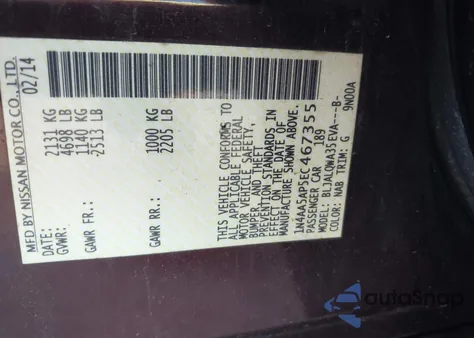 MFD.BY NISSAN MOTOR CO.,LTD.
DATE: 02/14
GVWR: 2131 KG
4698 LB
GAWR FR.: 1140 KG
2513 LB
GAWR RR.: 1000 KG
2205 LB
THIS VEHICLE CONFORMS TO
ALL APPLICABLE FEDERAL
MOTOR VEHICLE SAFETY,
BUMPER, AND THEFT
PREVENTION STANDARDS IN
EFFECT ON THE DATE OF
MANUFACTURE SHOWN ABOVE.
1N4AA5AP5EC467355
PASSENGER CAR 189
MODEL: BLJALQWA35EVA---B-
COLOR: NAB TRIM: G 9N00A
autoSnap